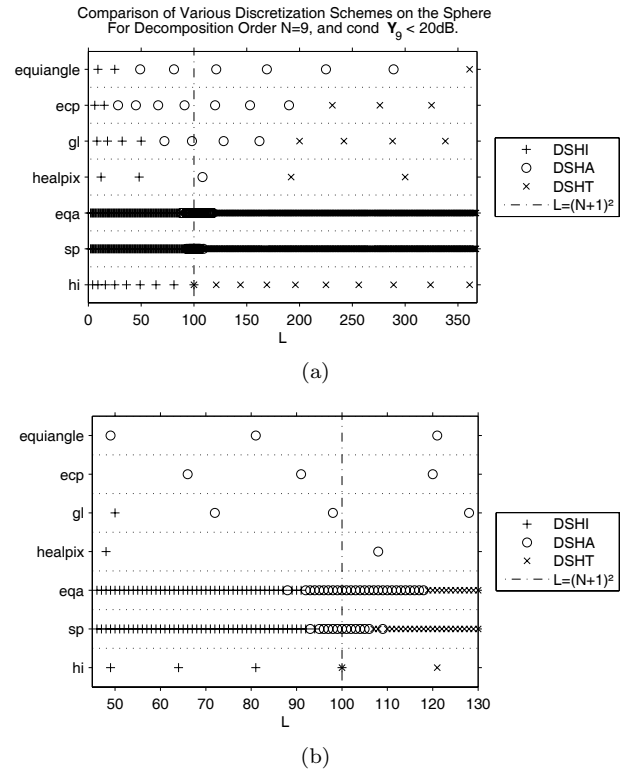 Comparison of Various Discretization Schemes on the Sphere
For Decomposition Order N=9, and cond Y₉ < 20dB.
equiangle
ecp
gl
healpix
eqa
sp
hi
0 50 100 150 200 250 300 350
L
DSHI
DSHA
DSHT
L=(N+1)²
(a)
equiangle
ecp
gl
healpix
eqa
sp
hi
50 60 70 80 90 100 110 120 130
L
DSHI
DSHA
DSHT
L=(N+1)²
(b)